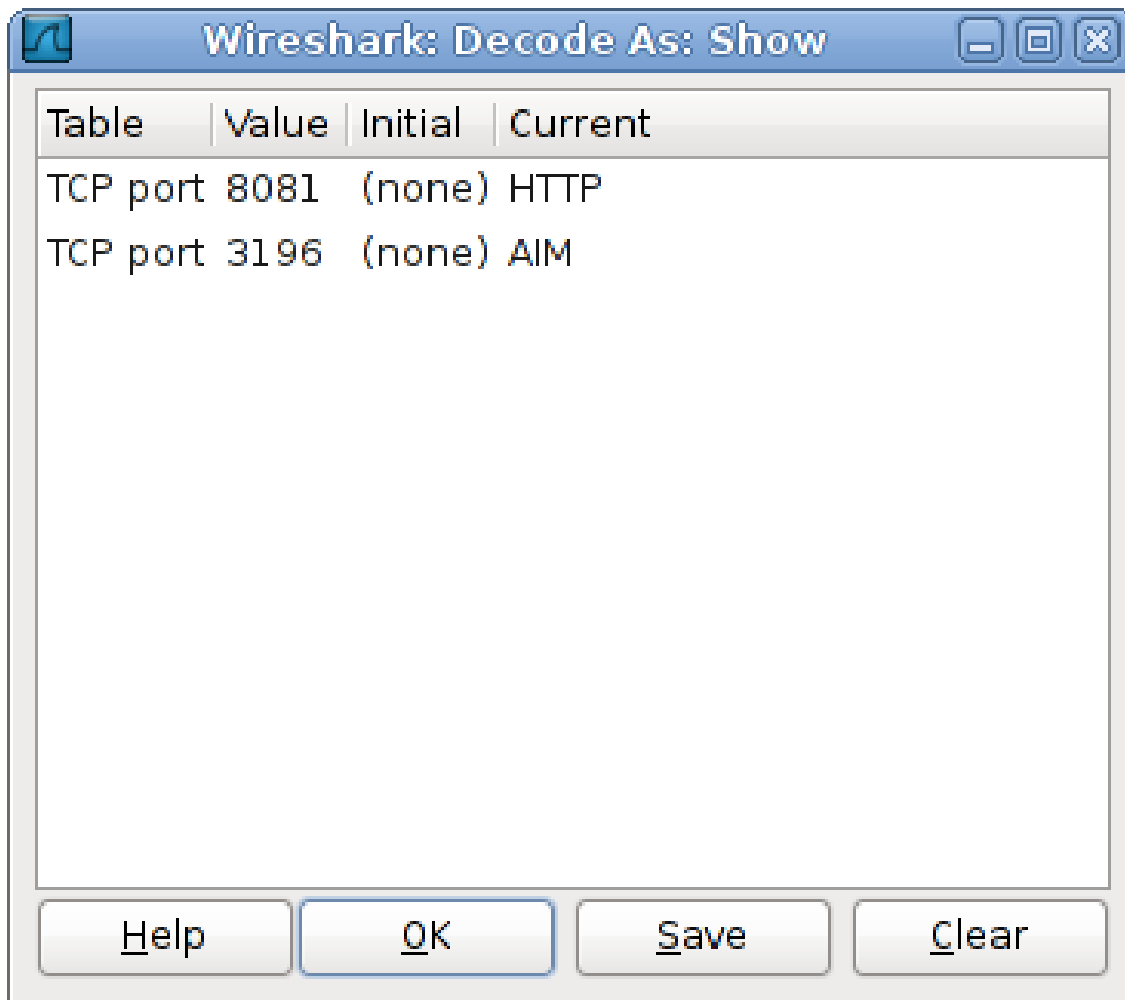 Wireshark: Decode As: Show
Table Value Initial Current
TCP port 8081 (none) HTTP
TCP port 3196 (none) AIM
Help OK Save Clear